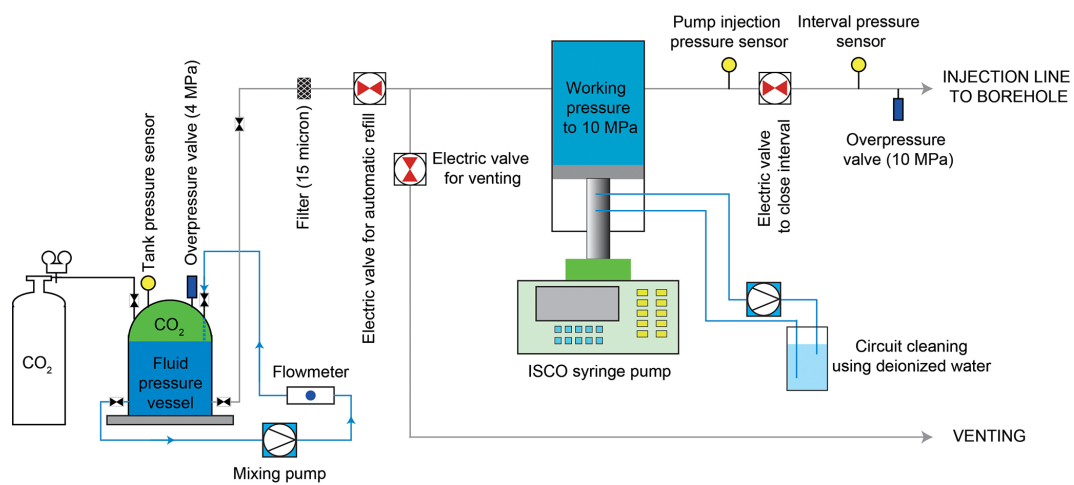 Pump injection
pressure sensor
Interval pressure
sensor
INJECTION LINE
TO BOREHOLE
Overpressure
valve (10 MPa)
Working
pressure
to 10 MPa
Electric valve
to close interval
Electric valve
for venting
Electric valve for automatic refill
Filter (15 micron)
Overpressure valve (4 MPa)
Tank pressure sensor
CO2
CO2
Fluid
pressure
vessel
Flowmeter
Mixing pump
ISCO syringe pump
Circuit cleaning
using deionized water
VENTING